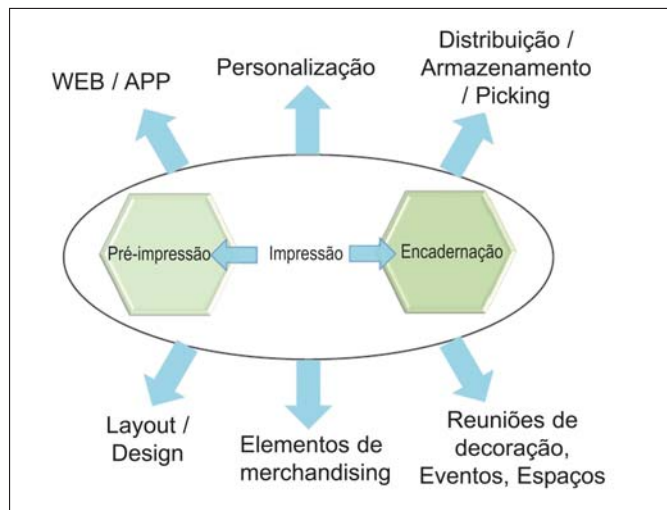 WEB / APP
Personalização
Distribuição /
Armazenamento
/ Picking
Pré-impressão
Impressão
Encadernação
Layout /
Design
Elementos de
merchandising
Reuniões de
decoração,
Eventos, Espaços